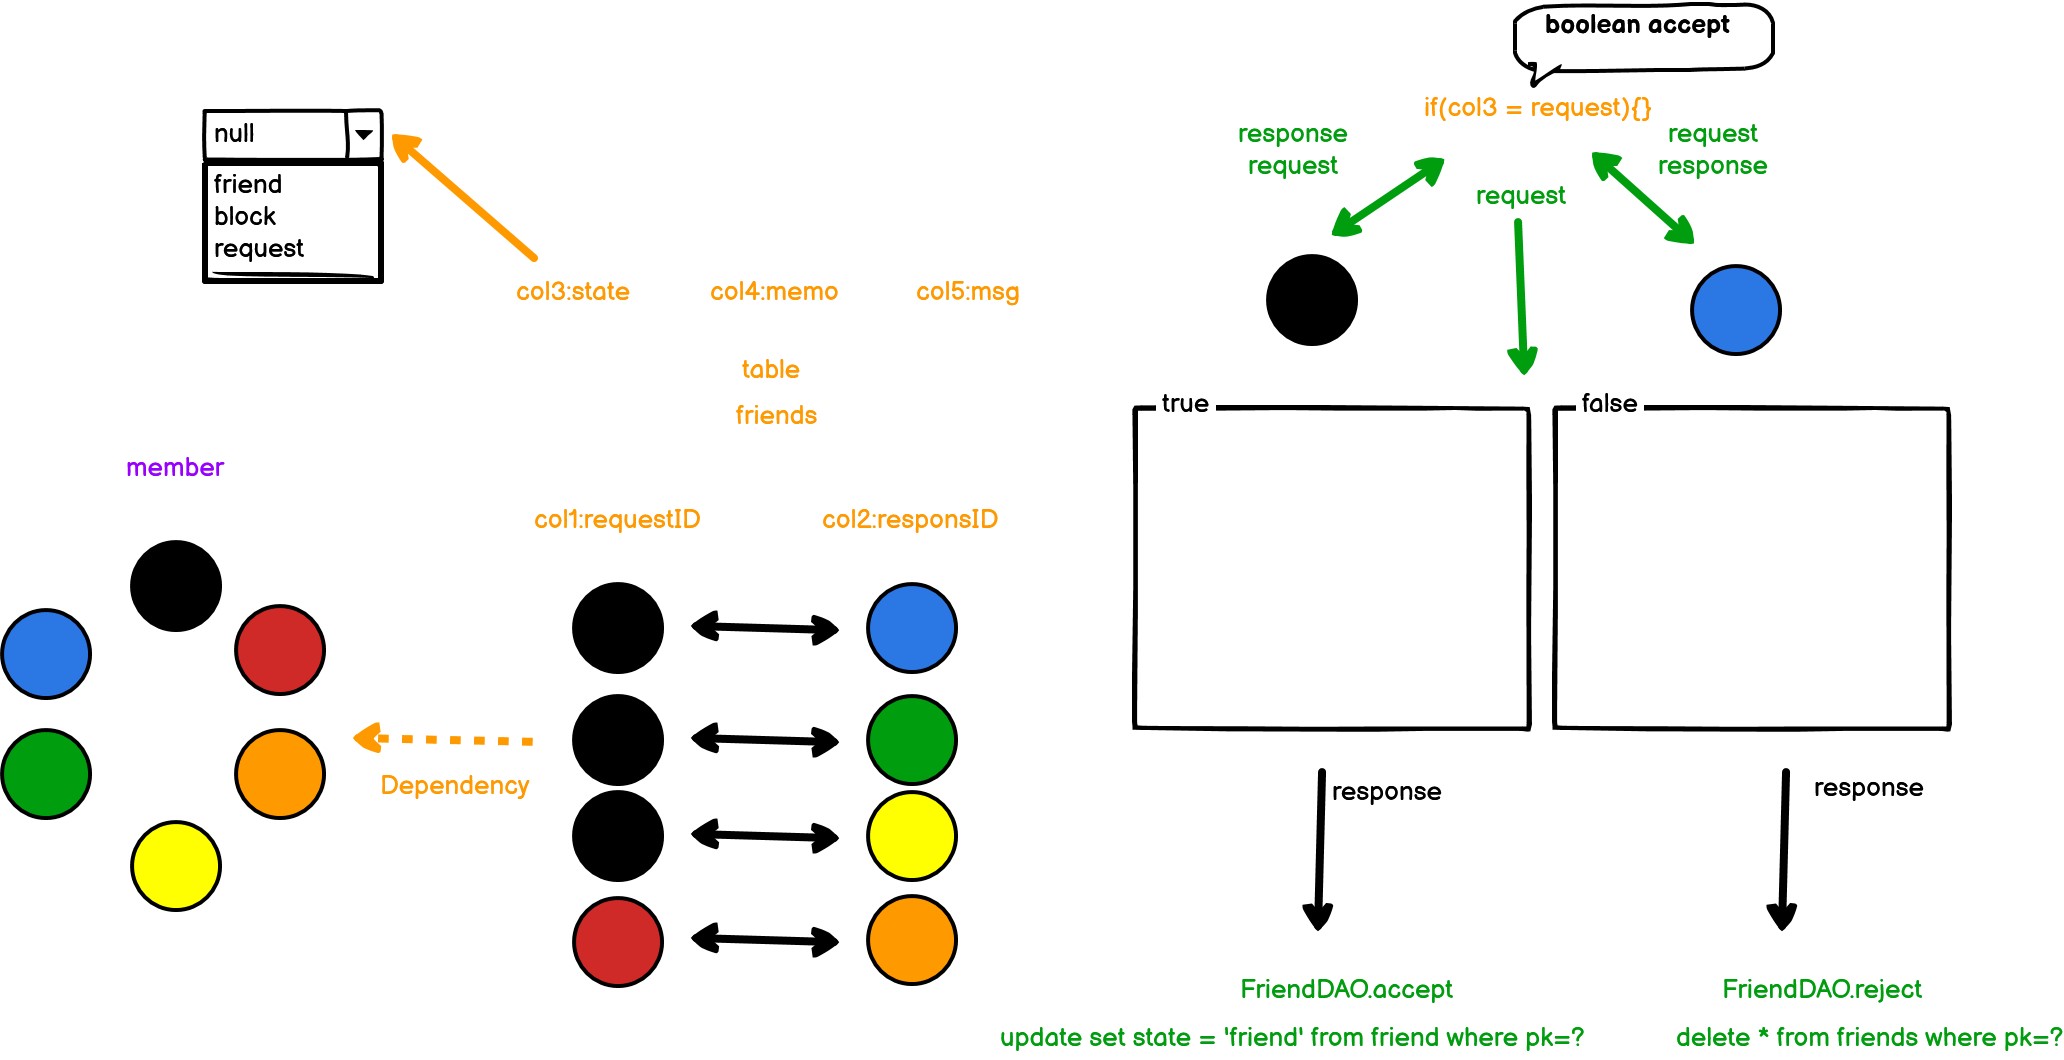 boolean accept
if(col3 = request){}
null
friend
block
request
response
request
request
response
request
col3:state
col4:memo
col5:msg
table
friends
true
false
member
col1:requestID
col2:responsID
Dependency
response
response
FriendDAO.accept
FriendDAO.reject
update set state = 'friend' from friend where pk=?
delete * from friends where pk=?